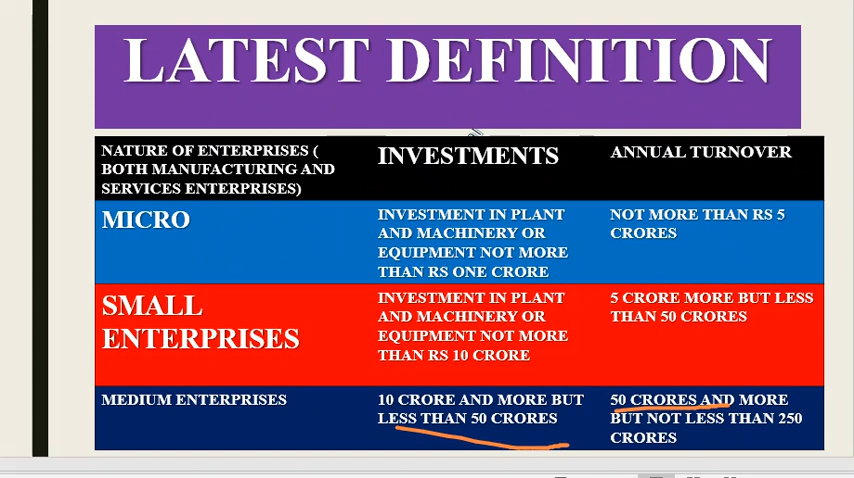 LATEST DEFINITION
NATURE OF ENTERPRISES (
BOTH MANUFACTURING AND
SERVICES ENTERPRISES)
INVESTMENTS
ANNUAL TURNOVER
MICRO
INVESTMENT IN PLANT
AND MACHINERY OR
EQUIPMENT NOT MORE
THAN RS ONE CRORE
NOT MORE THAN RS 5
CRORES
SMALL
ENTERPRISES
INVESTMENT IN PLANT
AND MACHINERY OR
EQUIPMENT NOT MORE
THAN RS 10 CRORE
5 CRORE MORE BUT LESS
THAN 50 CRORES
MEDIUM ENTERPRISES
10 CRORE AND MORE BUT
LESS THAN 50 CRORES
50 CRORES AND MORE
BUT NOT LESS THAN 250
CRORES